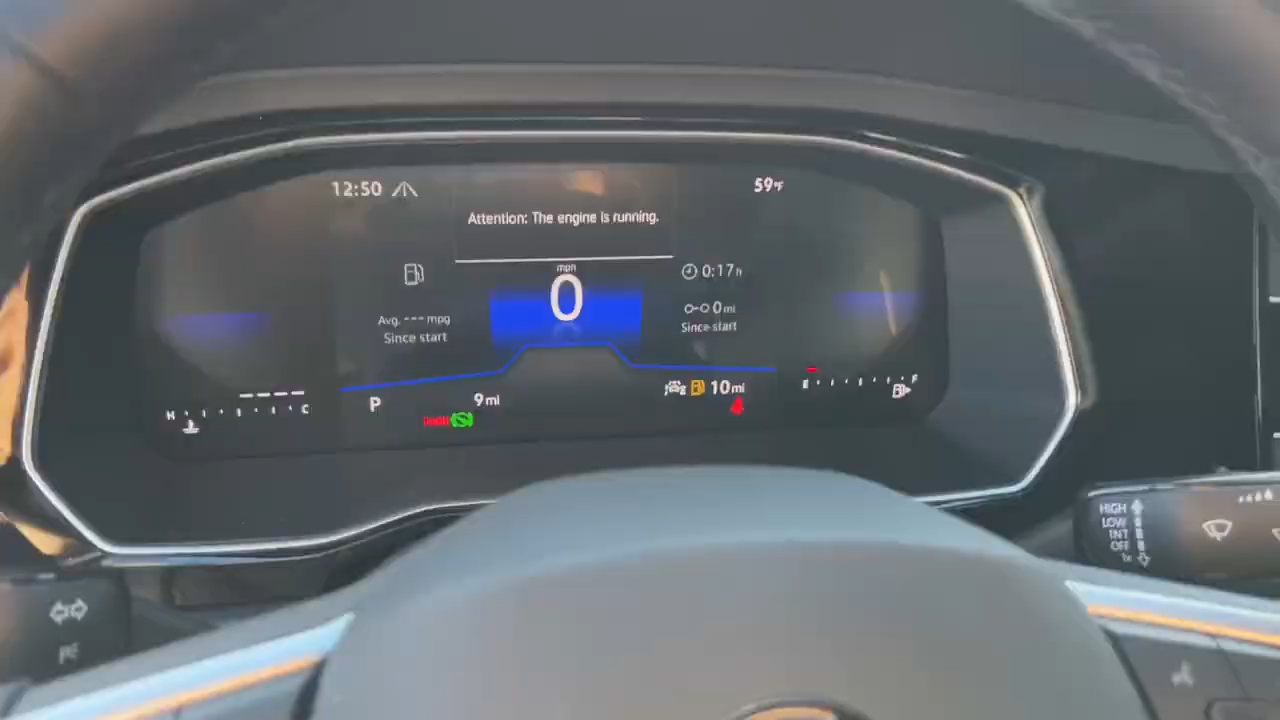 12:50
59°F
Attention: The engine is running.
mph
0
0:17 h
Avg. --- mpg
Since start
0 mi
Since start
P
9 mi
10 mi
H
C
E
F
HIGH
LOW
INT
OFF
1x